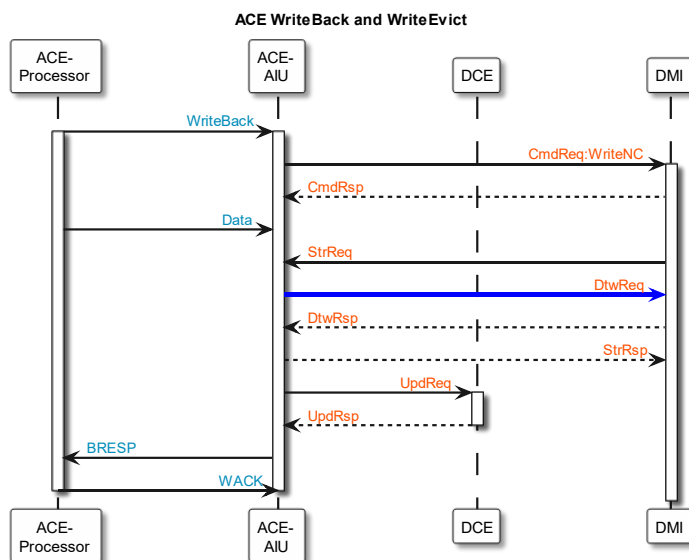 ACE WriteBack and WriteEvict
ACE-
Processor
ACE-
AIU
DCE
DMI
WriteBack
CmdReq:WriteNC
CmdRsp
Data
StrReq
DtwReq
DtwRsp
StrRsp
UpdReq
UpdRsp
BRESP
WACK
ACE-
Processor
ACE-
AIU
DCE
DMI